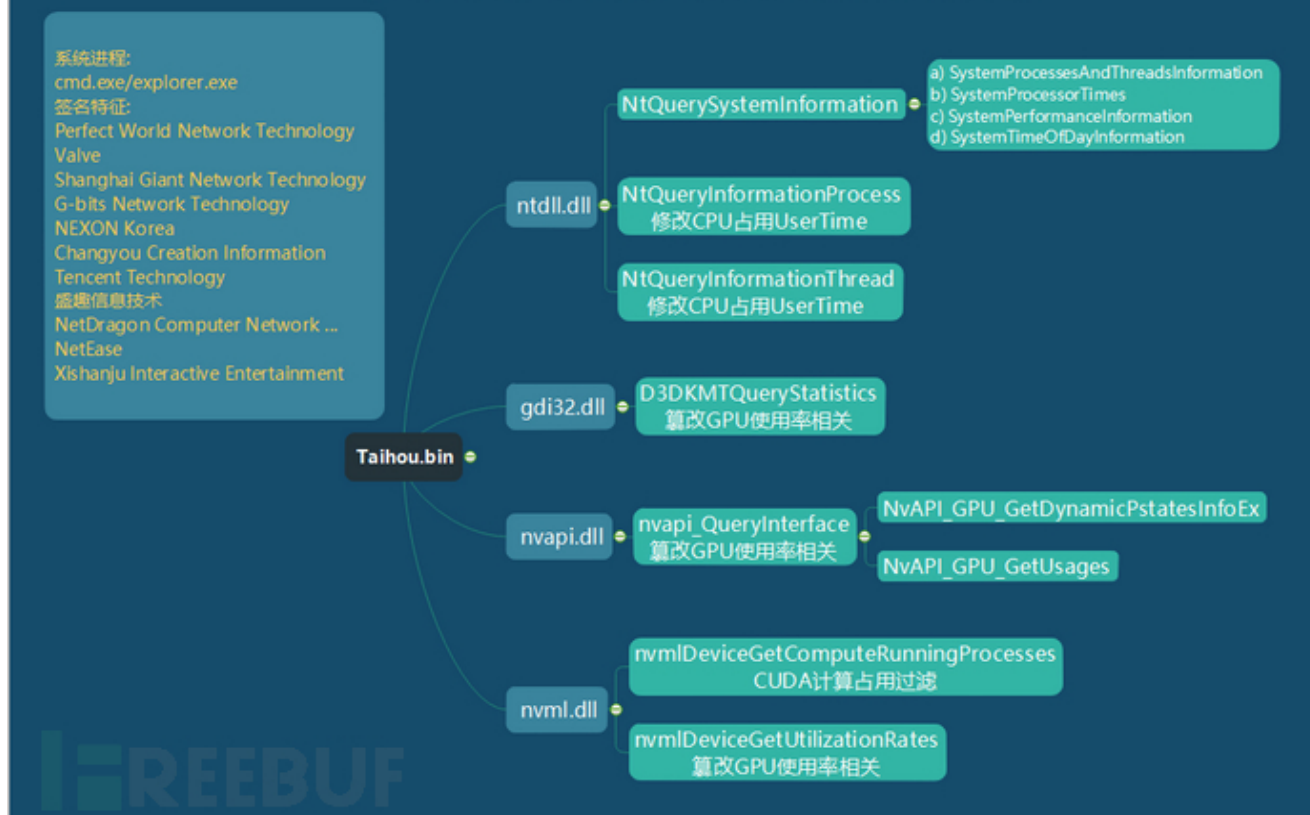 系统进程:
cmd.exe/explorer.exe
签名特征:
Perfect World Network Technology
Valve
Shanghai Giant Network Technology
G-bits Network Technology
NEXON Korea
Changyou Creation Information
Tencent Technology
盛趣信息技术
NetDragon Computer Network ...
NetEase
Xishanju Interactive Entertainment
Taihou.bin
ntdll.dll
NtQuerySystemInformation
a) SystemProcessesAndThreadsInformation
b) SystemProcessorTimes
c) SystemPerformanceInformation
d) SystemTimeOfDayInformation
NtQueryInformationProcess
修改CPU占用UserTime
NtQueryInformationThread
修改CPU占用UserTime
gdi32.dll
D3DKMTQueryStatistics
篡改GPU使用率相关
nvapi.dll
nvapi_QueryInterface
篡改GPU使用率相关
NvAPI_GPU_GetDynamicPstatesInfoEx
NvAPI_GPU_GetUsages
nvml.dll
nvmlDeviceGetComputeRunningProcesses
CUDA计算占用过滤
nvmlDeviceGetUtilizationRates
篡改GPU使用率相关
FREEBUF